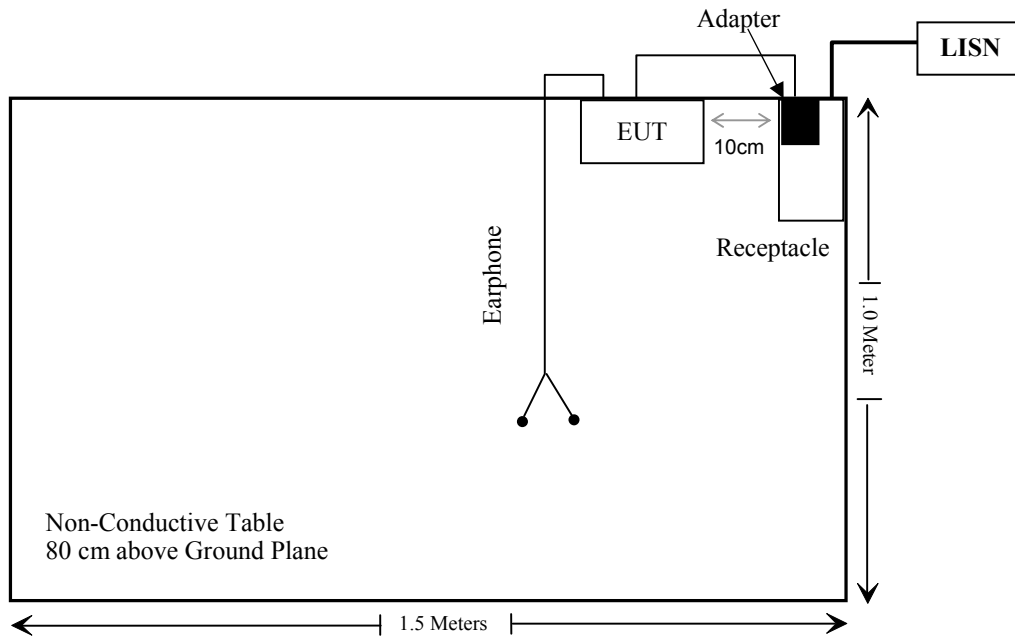 Adapter
LISN
EUT
10cm
Receptacle
Earphone
1.0 Meter
Non-Conductive Table
80 cm above Ground Plane
1.5 Meters